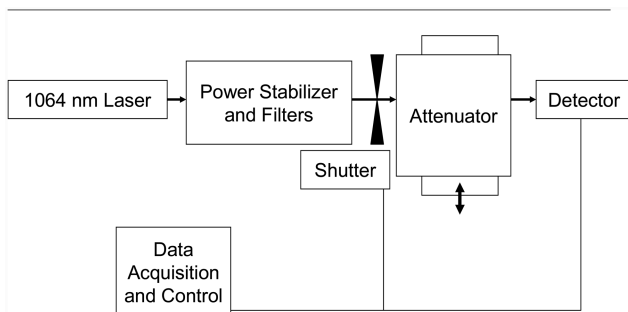 1064 nm Laser
Power Stabilizer
and Filters
Attenuator
Detector
Shutter
Data
Acquisition
and Control